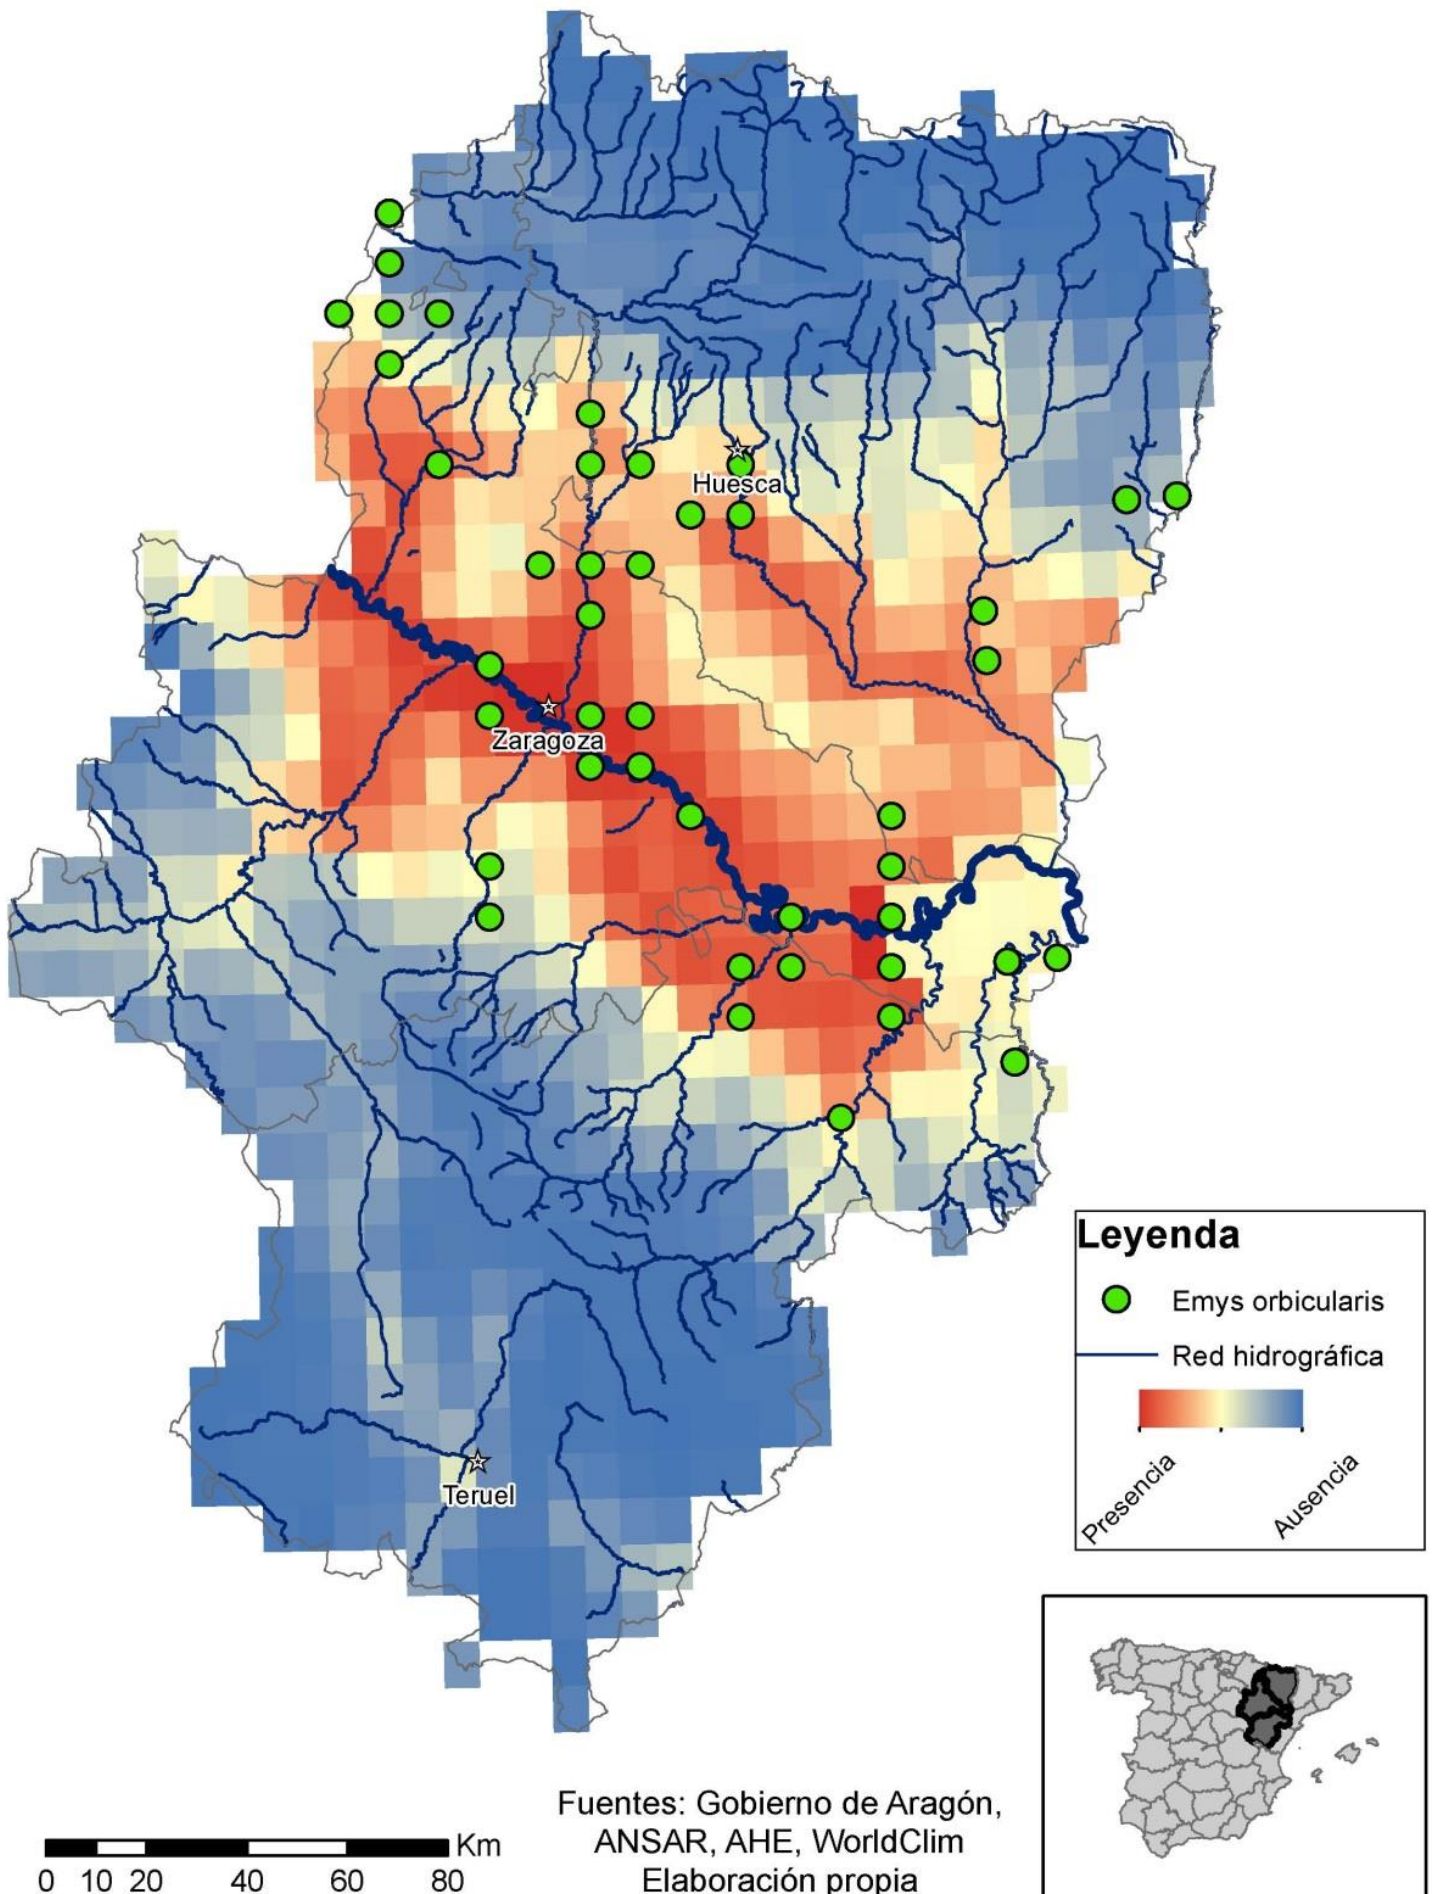 Huesca
Zaragoza
Teruel
Leyenda
Emys orbicularis
Red hidrográfica
Presencia
Ausencia
Km
0 10 20 40 60 80
Fuentes: Gobierno de Aragón,
ANSAR, AHE, WorldClim
Elaboración propia